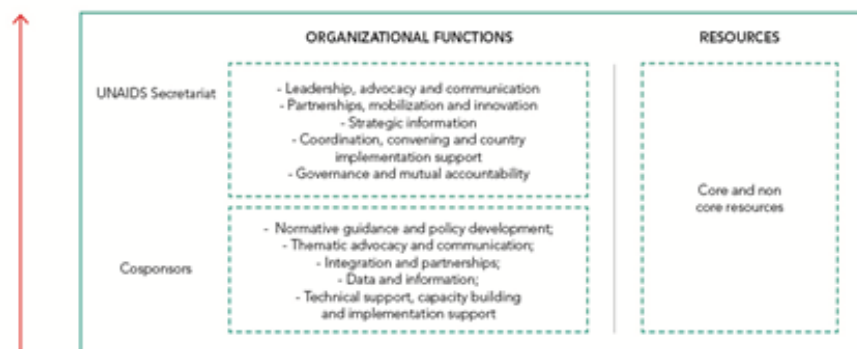 ORGANIZATIONAL FUNCTIONS
RESOURCES
UNAIDS Secretariat
- Leadership, advocacy and communication
- Partnerships, mobilization and innovation
- Strategic information
- Coordination, convening and country
implementation support
- Governance and mutual accountability
Core and non
core resources
Cosponsors
- Normative guidance and policy development;
- Thematic advocacy and communication;
- Integration and partnerships;
- Data and information;
- Technical support, capacity building
and implementation support